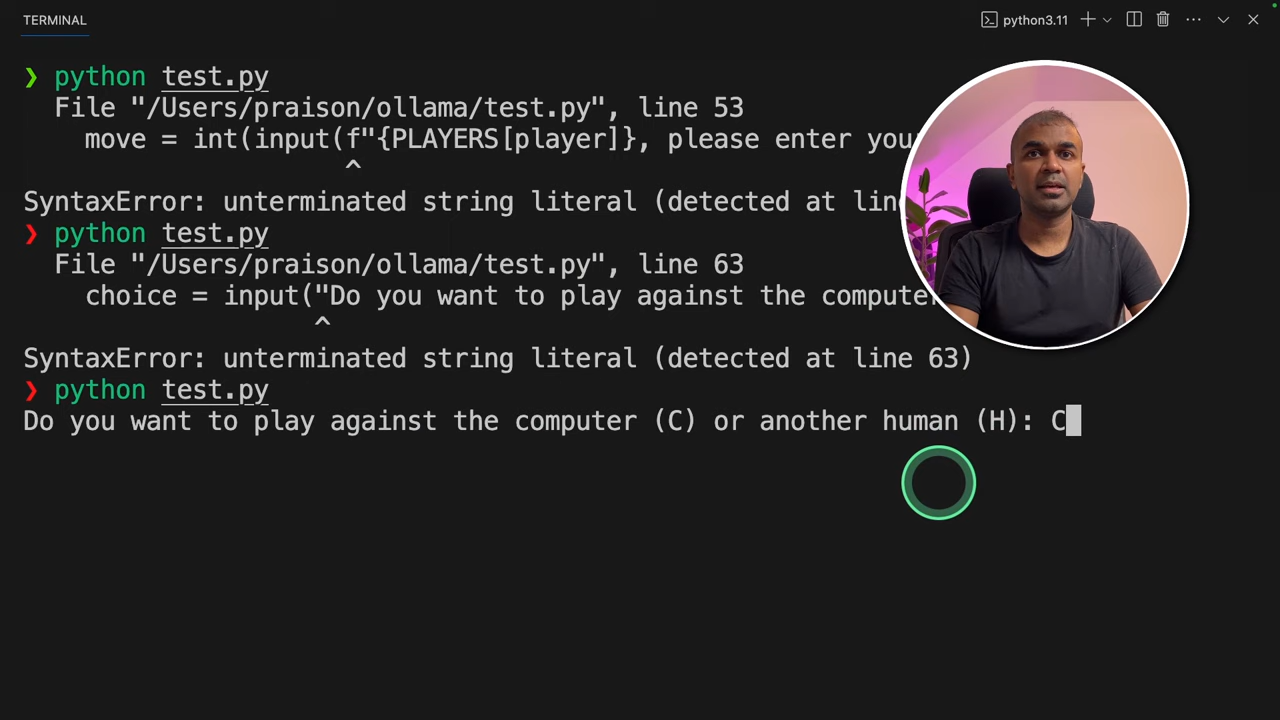 TERMINAL
python3.11
❯ python test.py
File "/Users/praison/ollama/test.py", line 53
move = int(input(f"{PLAYERS[player]}, please enter
^
SyntaxError: unterminated string literal (detected at
❯ python test.py
File "/Users/praison/ollama/test.py", line 63
choice = input("Do you want to play against the computer
^
SyntaxError: unterminated string literal (detected at line 63)
❯ python test.py
Do you want to play against the computer (C) or another human (H): C